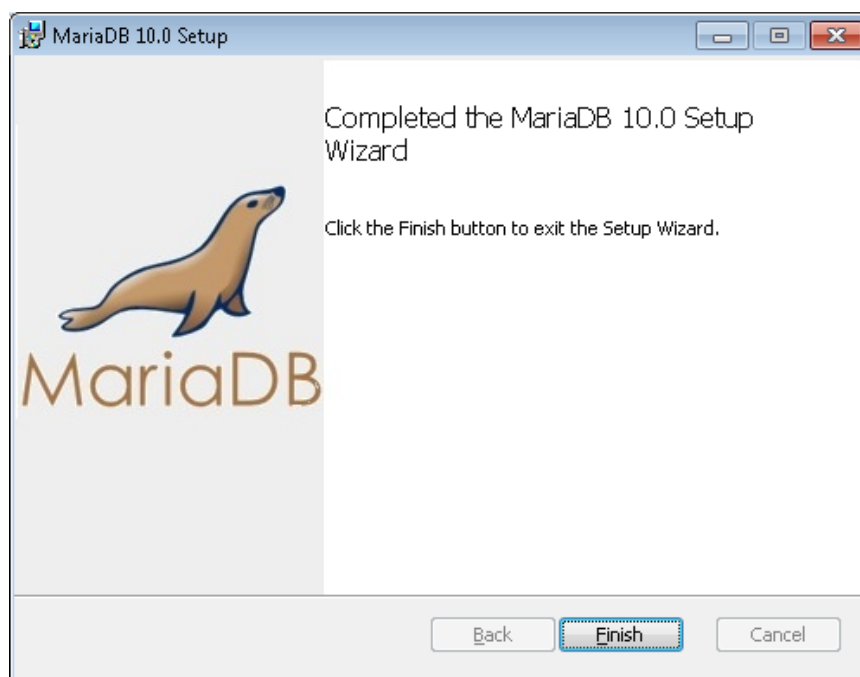 MariaDB 10.0 Setup
Completed the MariaDB 10.0 Setup
Wizard
Click the Finish button to exit the Setup Wizard.
MariaDB
Back
Finish
Cancel